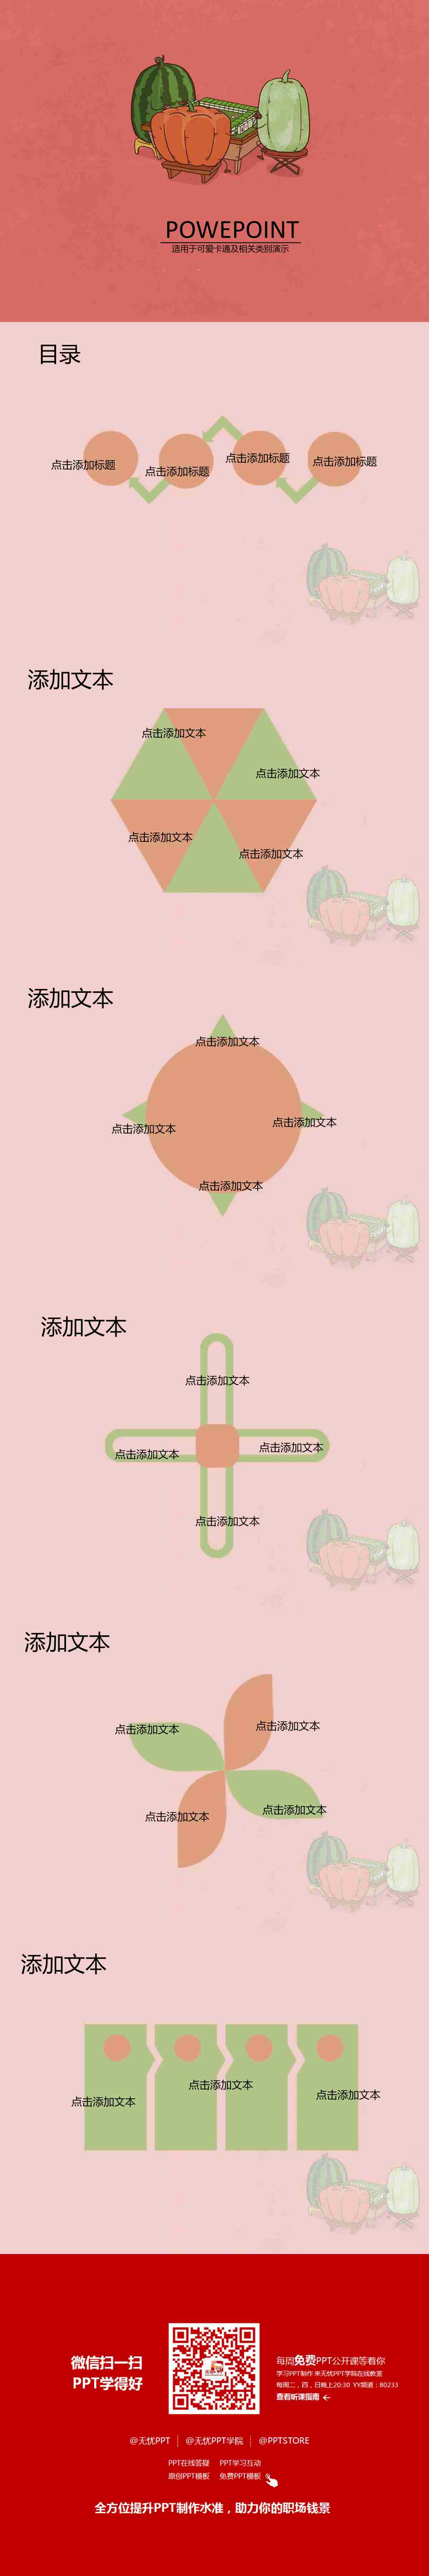 POWEPOINT
适用于可爱卡通及相关类别演示
目录
点击添加标题
点击添加标题
点击添加标题
点击添加标题
添加文本
点击添加文本
点击添加文本
点击添加文本
点击添加文本
添加文本
点击添加文本
点击添加文本
点击添加文本
点击添加文本
添加文本
点击添加文本
点击添加文本
点击添加文本
点击添加文本
添加文本
点击添加文本
点击添加文本
点击添加文本
点击添加文本
添加文本
点击添加文本
点击添加文本
点击添加文本
微信扫一扫
PPT学得好
每周免费PPT公开课等着你
学习PPT制作 来无忧PPT学院在线教室
每周二、四，日晚上20:30 YY频道：80233
查看听课指南
@无忧PPT @无忧PPT学院 @PPTSTORE
PPT在线答疑 PPT学习互动
原创PPT模板 免费PPT模板
全方位提升PPT制作水准，助力你的职场钱景